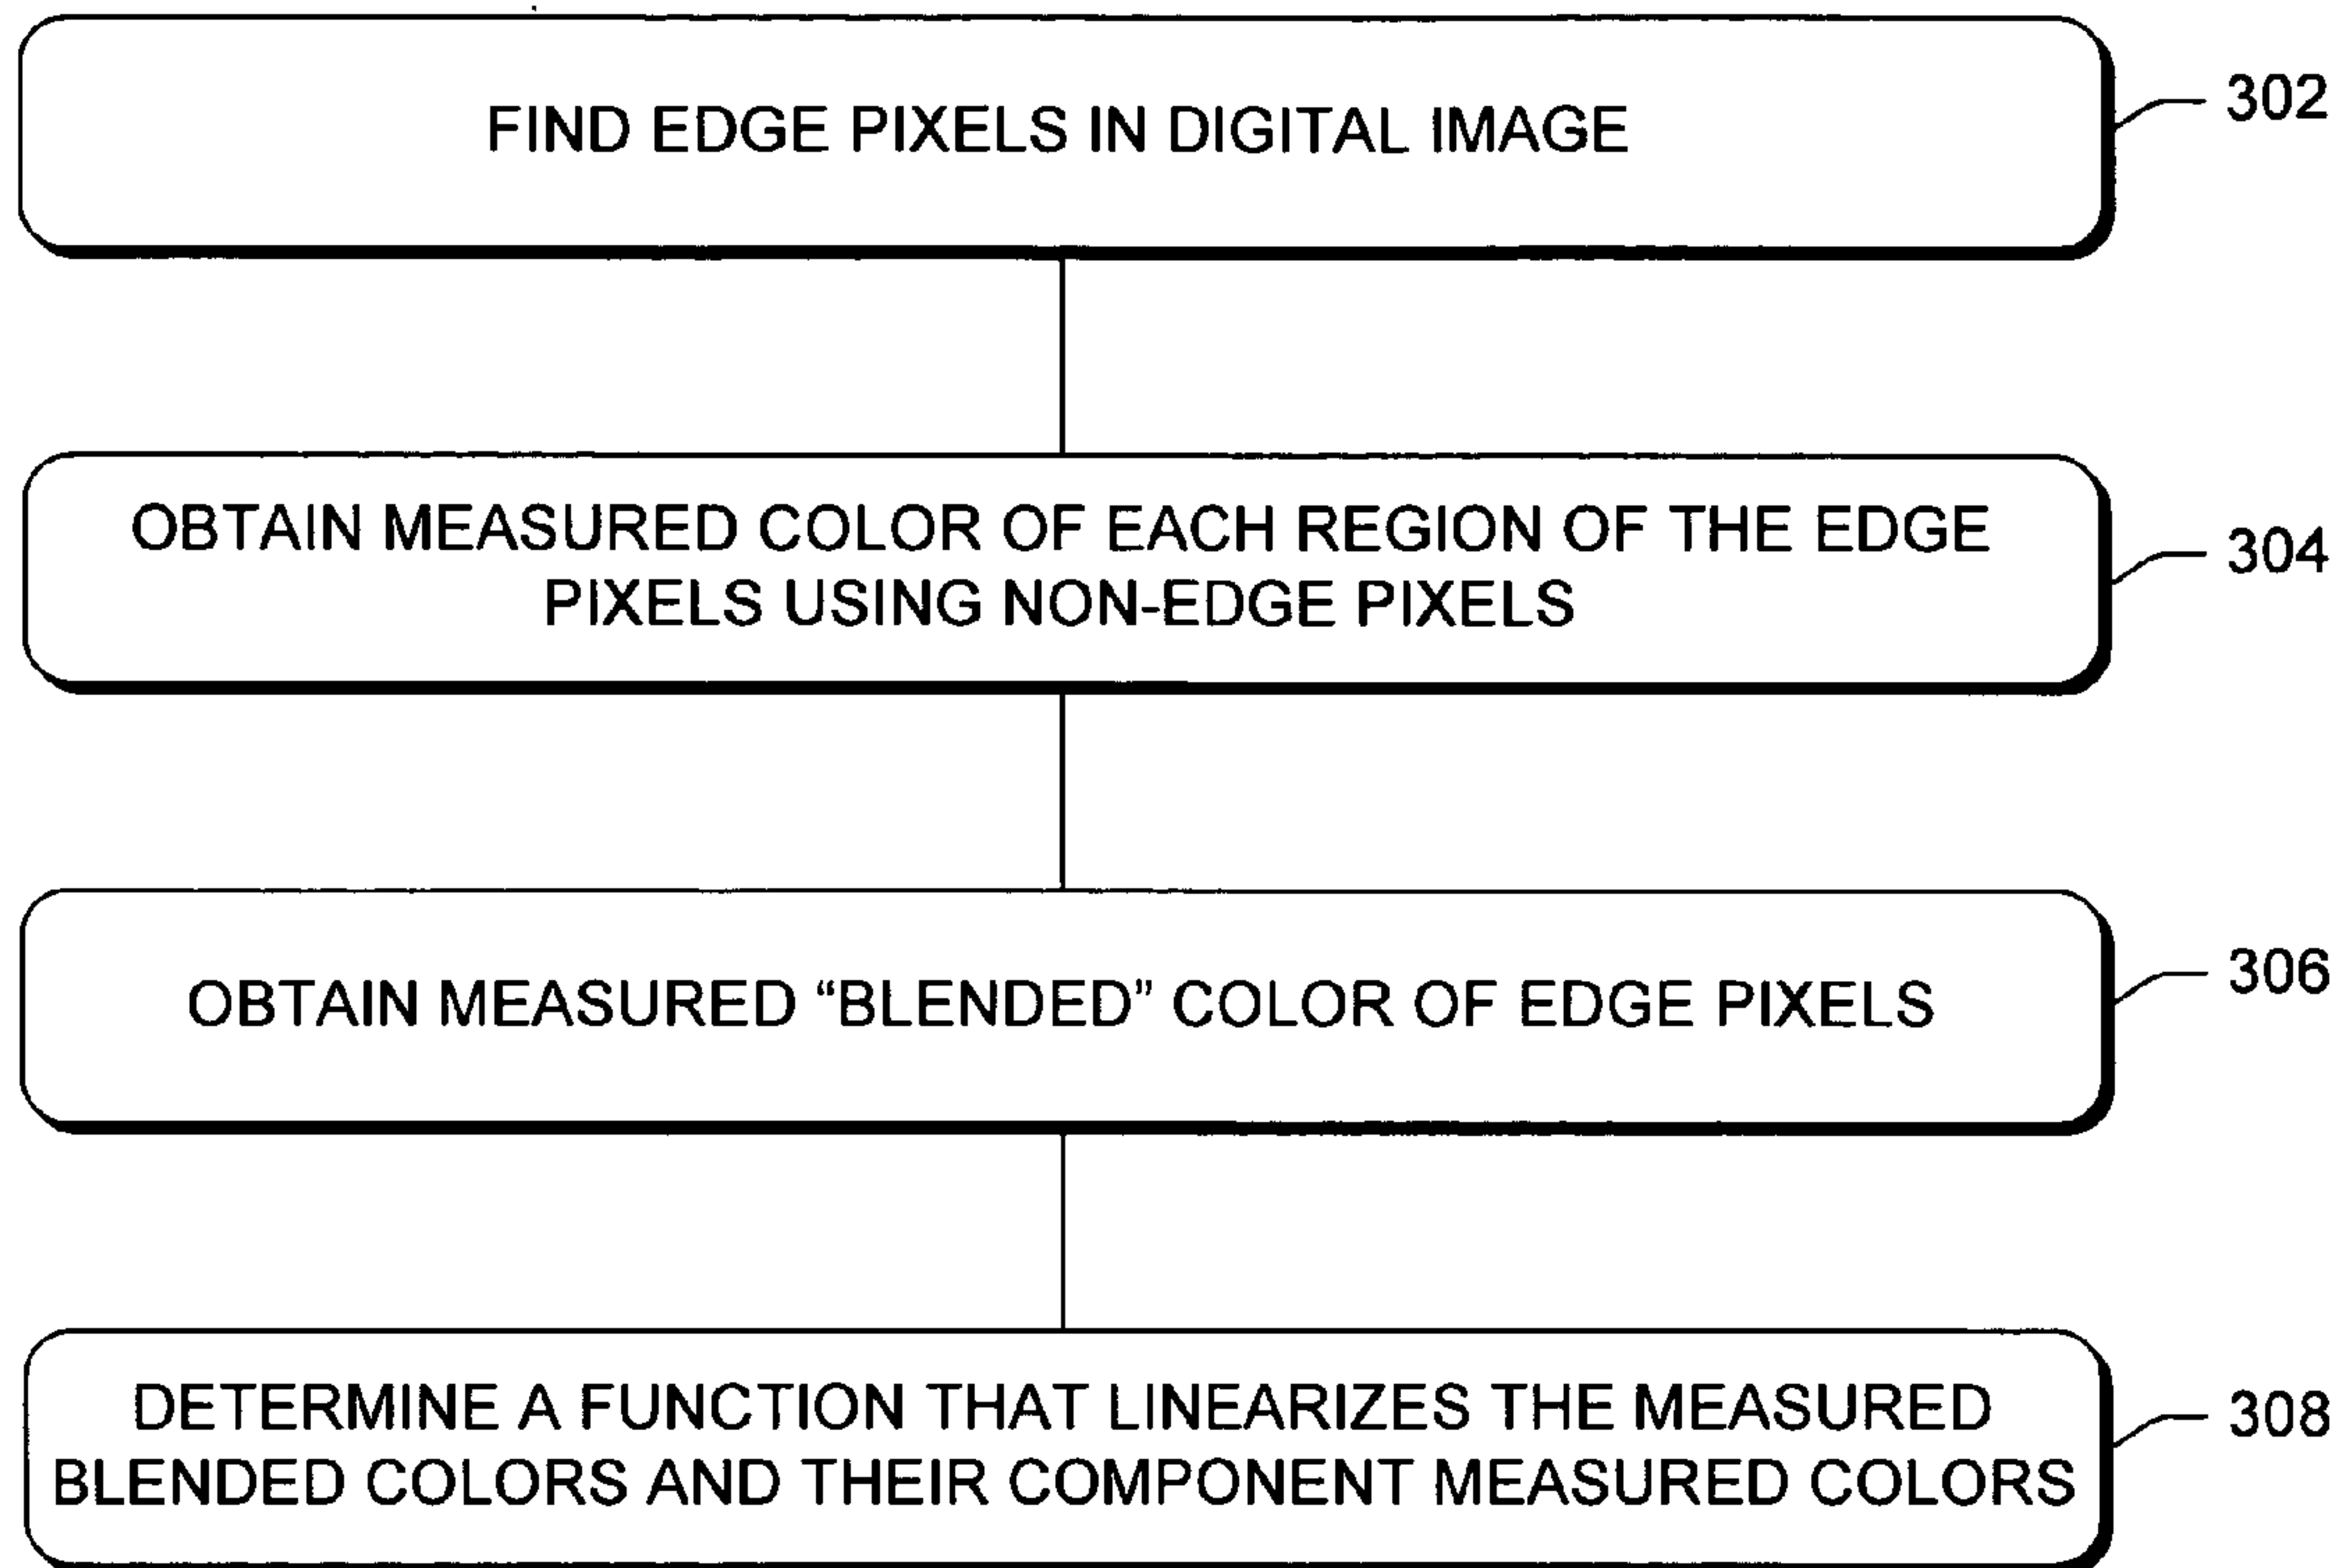 FIND EDGE PIXELS IN DIGITAL IMAGE
302
OBTAIN MEASURED COLOR OF EACH REGION OF THE EDGE
PIXELS USING NON-EDGE PIXELS
304
OBTAIN MEASURED “BLENDED” COLOR OF EDGE PIXELS
306
DETERMINE A FUNCTION THAT LINEARIZES THE MEASURED
BLENDED COLORS AND THEIR COMPONENT MEASURED COLORS
308